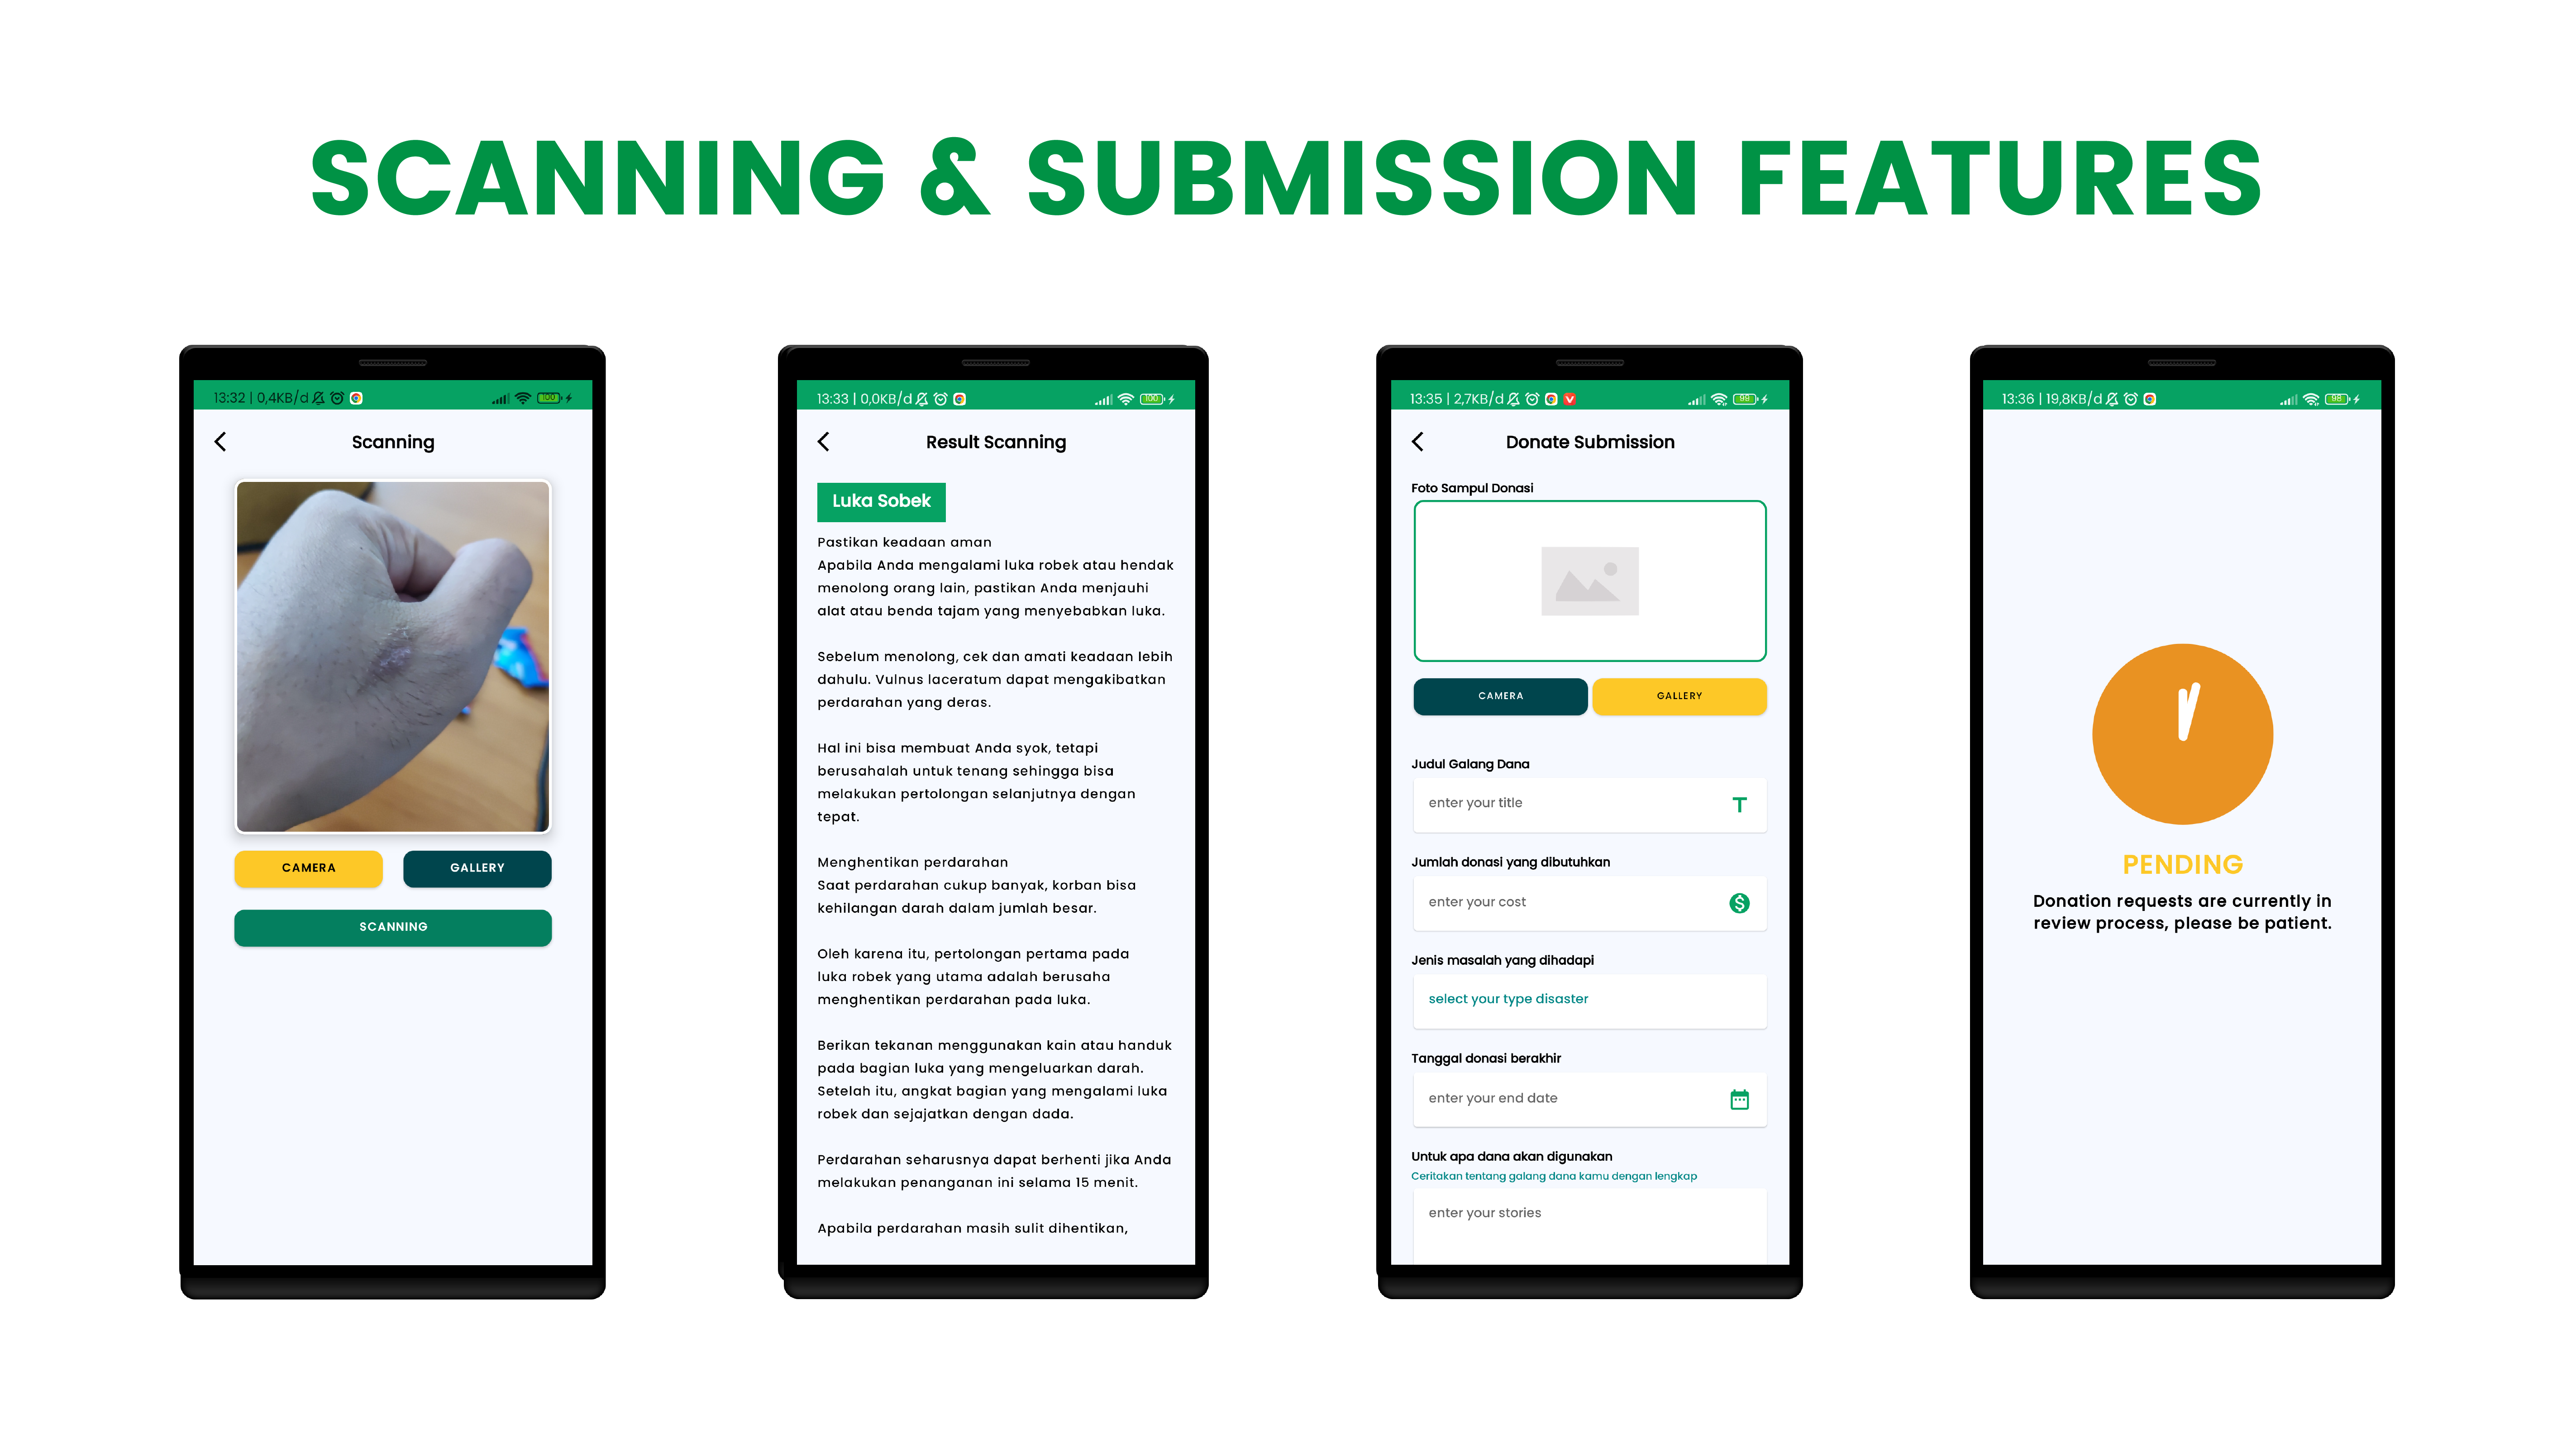 SCANNING & SUBMISSION FEATURES
13:32 | 0,4KB/d
100
Scanning
CAMERA
GALLERY
SCANNING
13:33 | 0,0KB/d
100
Result Scanning
Luka Sobek
Pastikan keadaan aman
Apabila Anda mengalami luka robek atau hendak
menolong orang lain, pastikan Anda menjauhi
alat atau benda tajam yang menyebabkan luka.
Sebelum menolong, cek dan amati keadaan lebih
dahulu. Vulnus laceratum dapat mengakibatkan
perdarahan yang deras.
Hal ini bisa membuat Anda syok, tetapi
berusahalah untuk tenang sehingga bisa
melakukan pertolongan selanjutnya dengan
tepat.
Menghentikan perdarahan
Saat perdarahan cukup banyak, korban bisa
kehilangan darah dalam jumlah besar.
Oleh karena itu, pertolongan pertama pada
luka robek yang utama adalah berusaha
menghentikan perdarahan pada luka.
Berikan tekanan menggunakan kain atau handuk
pada bagian luka yang mengeluarkan darah.
Setelah itu, angkat bagian yang mengalami luka
robek dan sejajatkan dengan dada.
Perdarahan seharusnya dapat berhenti jika Anda
melakukan penanganan ini selama 15 menit.
Apabila perdarahan masih sulit dihentikan,
13:35 | 2,7KB/d
99
Donate Submission
Foto Sampul Donasi
CAMERA
GALLERY
Judul Galang Dana
enter your title
Jumlah donasi yang dibutuhkan
enter your cost
Jenis masalah yang dihadapi
select your type disaster
Tanggal donasi berakhir
enter your end date
Untuk apa dana akan digunakan
Ceritakan tentang galang dana kamu dengan lengkap
enter your stories
13:36 | 19,8KB/d
98
PENDING
Donation requests are currently in
review process, please be patient.